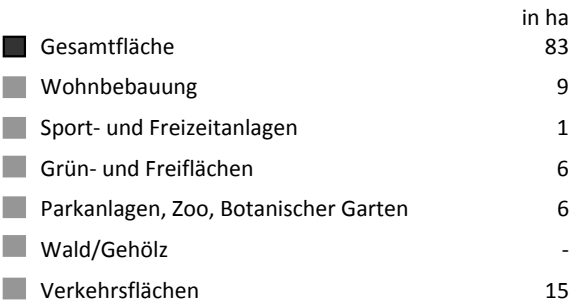 in ha
Gesamtfläche 83
Wohnbebauung 9
Sport- und Freizeitanlagen 1
Grün- und Freiflächen 6
Parkanlagen, Zoo, Botanischer Garten 6
Wald/Gehölz -
Verkehrsflächen 15